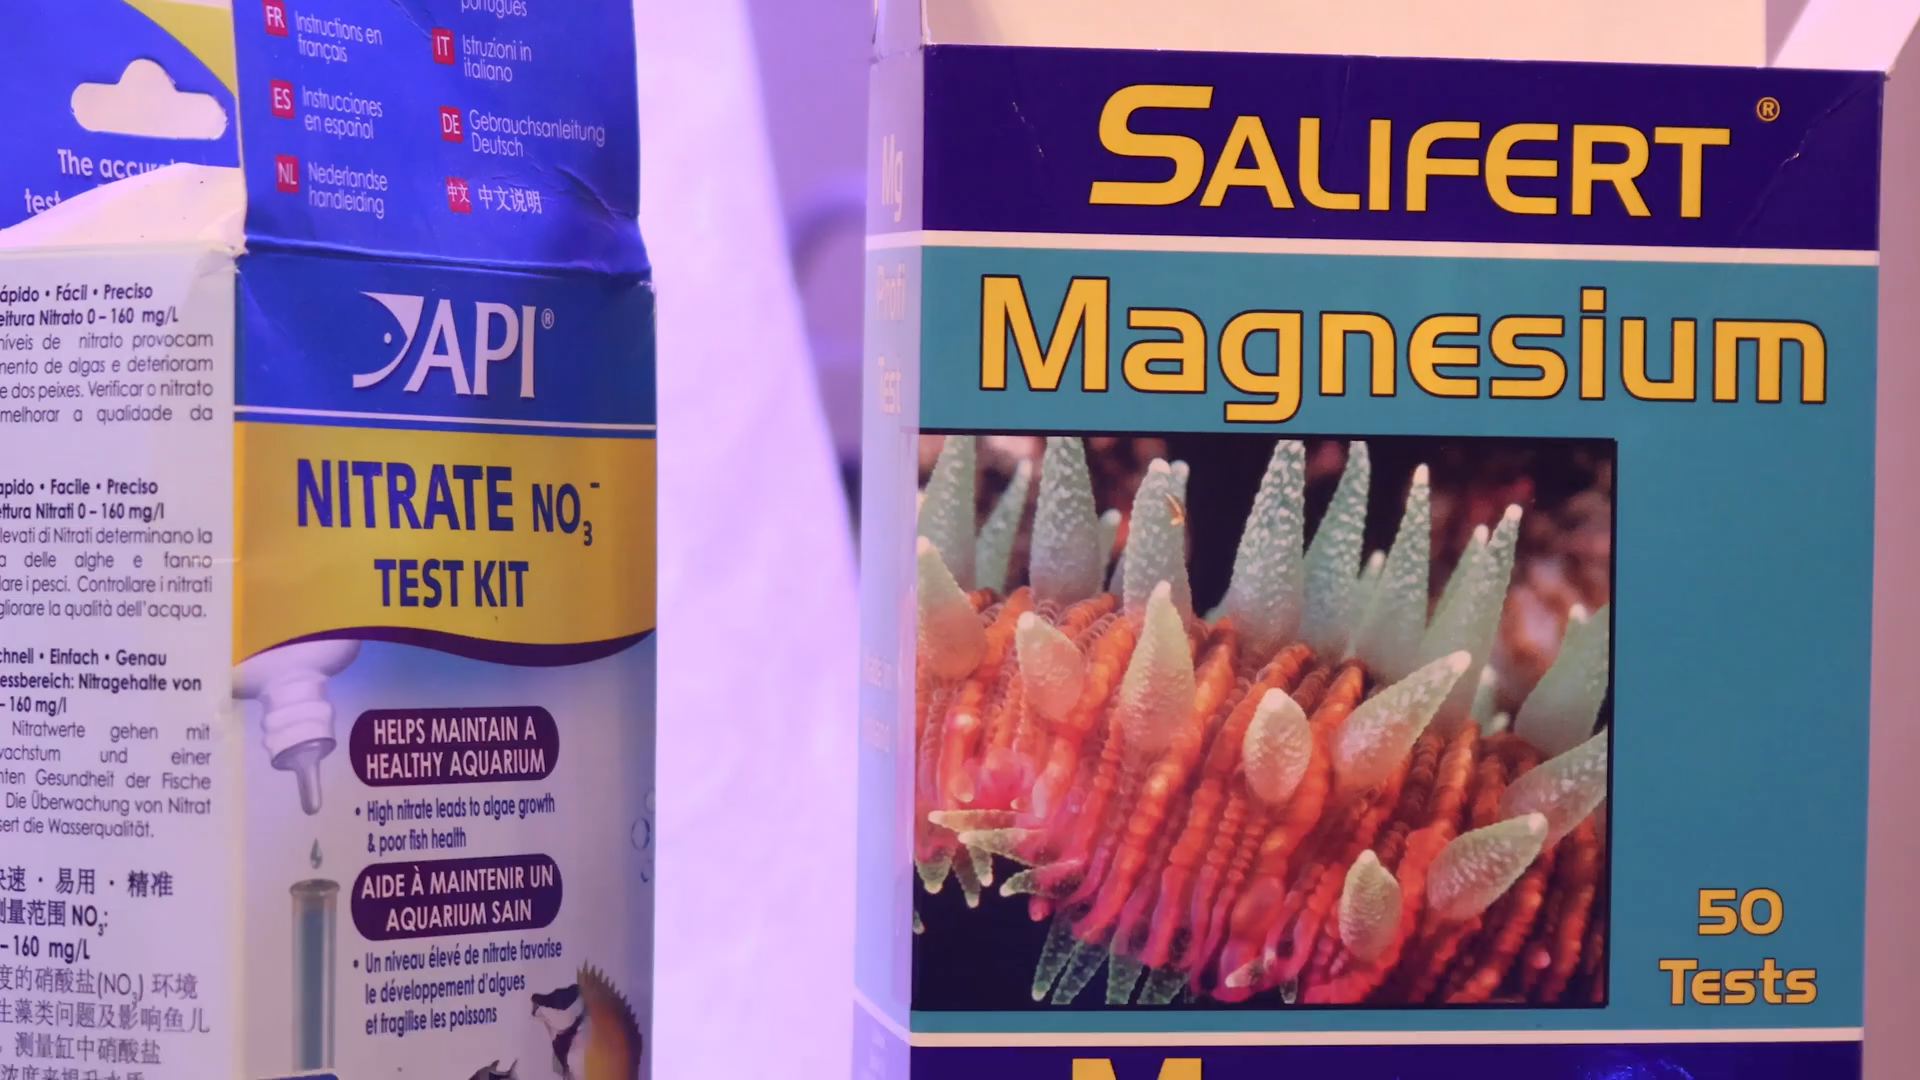 The
test
ápido • Fácil • Preciso
eitura Nitrato 0 – 160 mg/L
níveis de nitrato provocam
mento de algas e deterioram
e dos peixes. Verificar o nitrato
melhorar a qualidade da
apido • Facile • Preciso
ettura Nitrati 0 – 160 mg/l
levati di Nitrati determinano la
a delle alghe e fanno
lare i pesci. Controllare i nitrati
gliorare la qualità dell'acqua.
chnell • Einfach • Genau
essbereich: Nitragehalte von
– 160 mg/l
Nitratwerte gehen mit
wachstum und einer
nten Gesundheit der Fische
Die Überwachung von Nitrat
sert die Wasserqualität.
速 · 易用 · 精准
测量范围 NO₃:
– 160 mg/L
度的硝酸盐(NO₃) 环境
生藻类问题及影响鱼儿
，测量缸中硝酸盐
português
FR Instructions en
français
IT Istruzioni in
italiano
ES Instrucciones
en español
DE Gebrauchsanleitung
Deutsch
NL Nederlandse
handleiding
中文 中文说明
API®
NITRATE NO₃⁻
TEST KIT
HELPS MAINTAIN A
HEALTHY AQUARIUM
• High nitrate leads to algae growth
& poor fish health
AIDE À MAINTENIR UN
AQUARIUM SAIN
• Un niveau élevé de nitrate favorise
le développement d'algues
et fragilise les poissons
Mg
Profi
Test
SALIFERT®
Magnesium
50
Tests